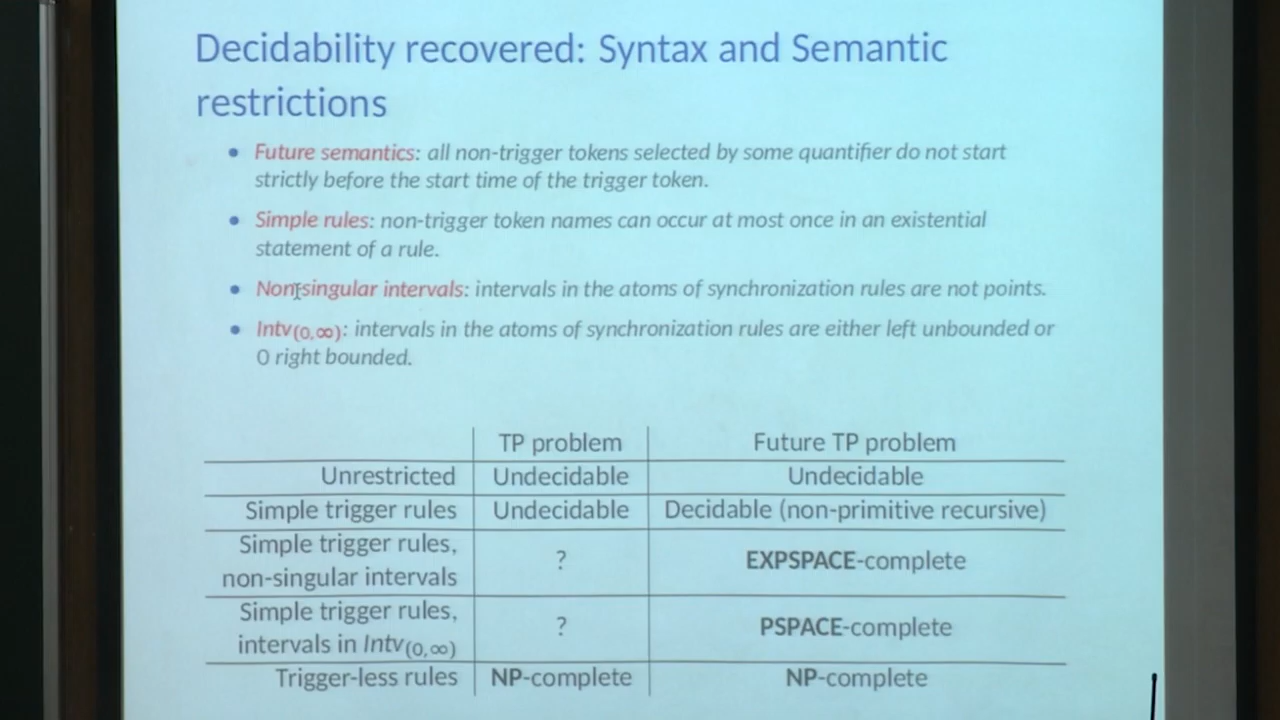 Decidability recovered: Syntax and Semantic
restrictions
• Future semantics: all non-trigger tokens selected by some quantifier do not start
strictly before the start time of the trigger token.
• Simple rules: non-trigger token names can occur at most once in an existential
statement of a rule.
• Non-singular intervals: intervals in the atoms of synchronization rules are not points.
• Intv(0,∞): intervals in the atoms of synchronization rules are either left unbounded or
0 right bounded.
TP problem Future TP problem
Unrestricted Undecidable Undecidable
Simple trigger rules Undecidable Decidable (non-primitive recursive)
Simple trigger rules,
non-singular intervals ? EXPSPACE-complete
Simple trigger rules,
intervals in Intv(0,∞) ? PSPACE-complete
Trigger-less rules NP-complete NP-complete